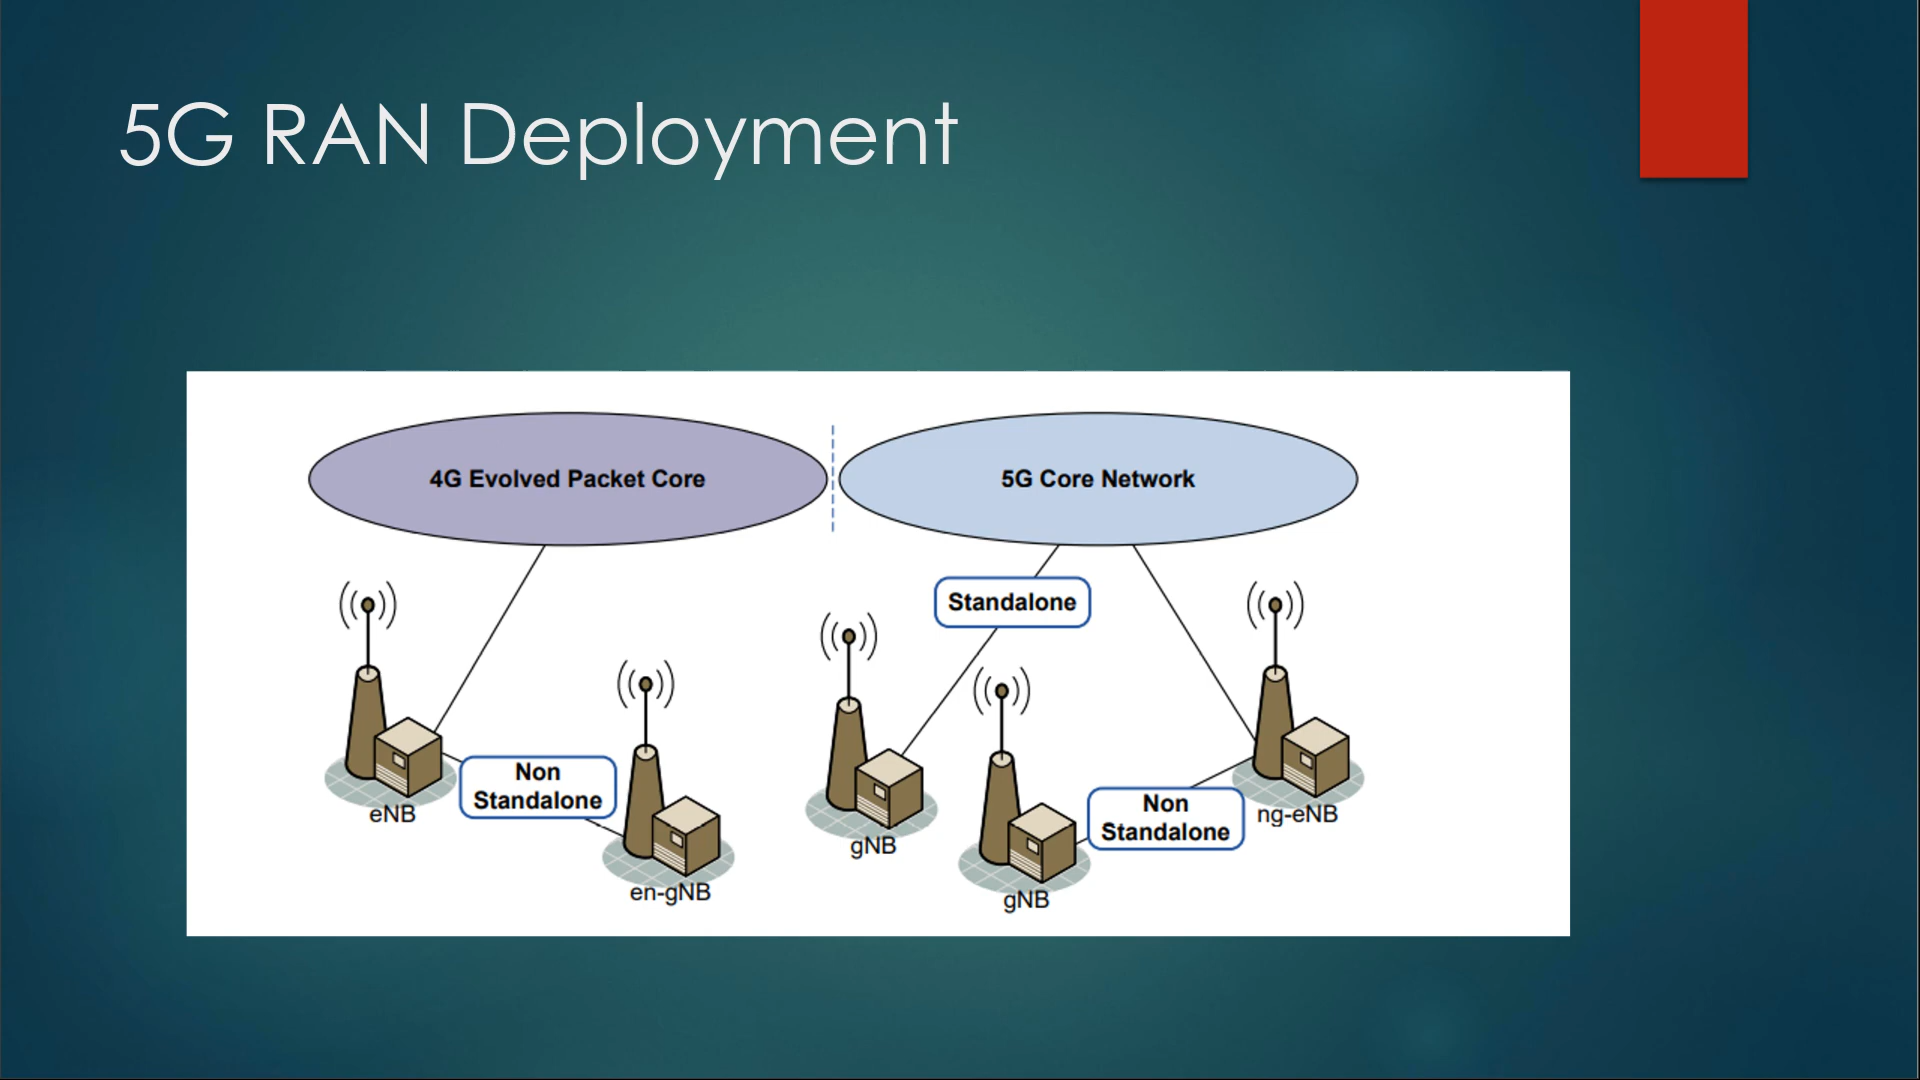 5G RAN Deployment
4G Evolved Packet Core
5G Core Network
Standalone
Non
Standalone
Non
Standalone
eNB
ng-eNB
gNB
en-gNB
gNB